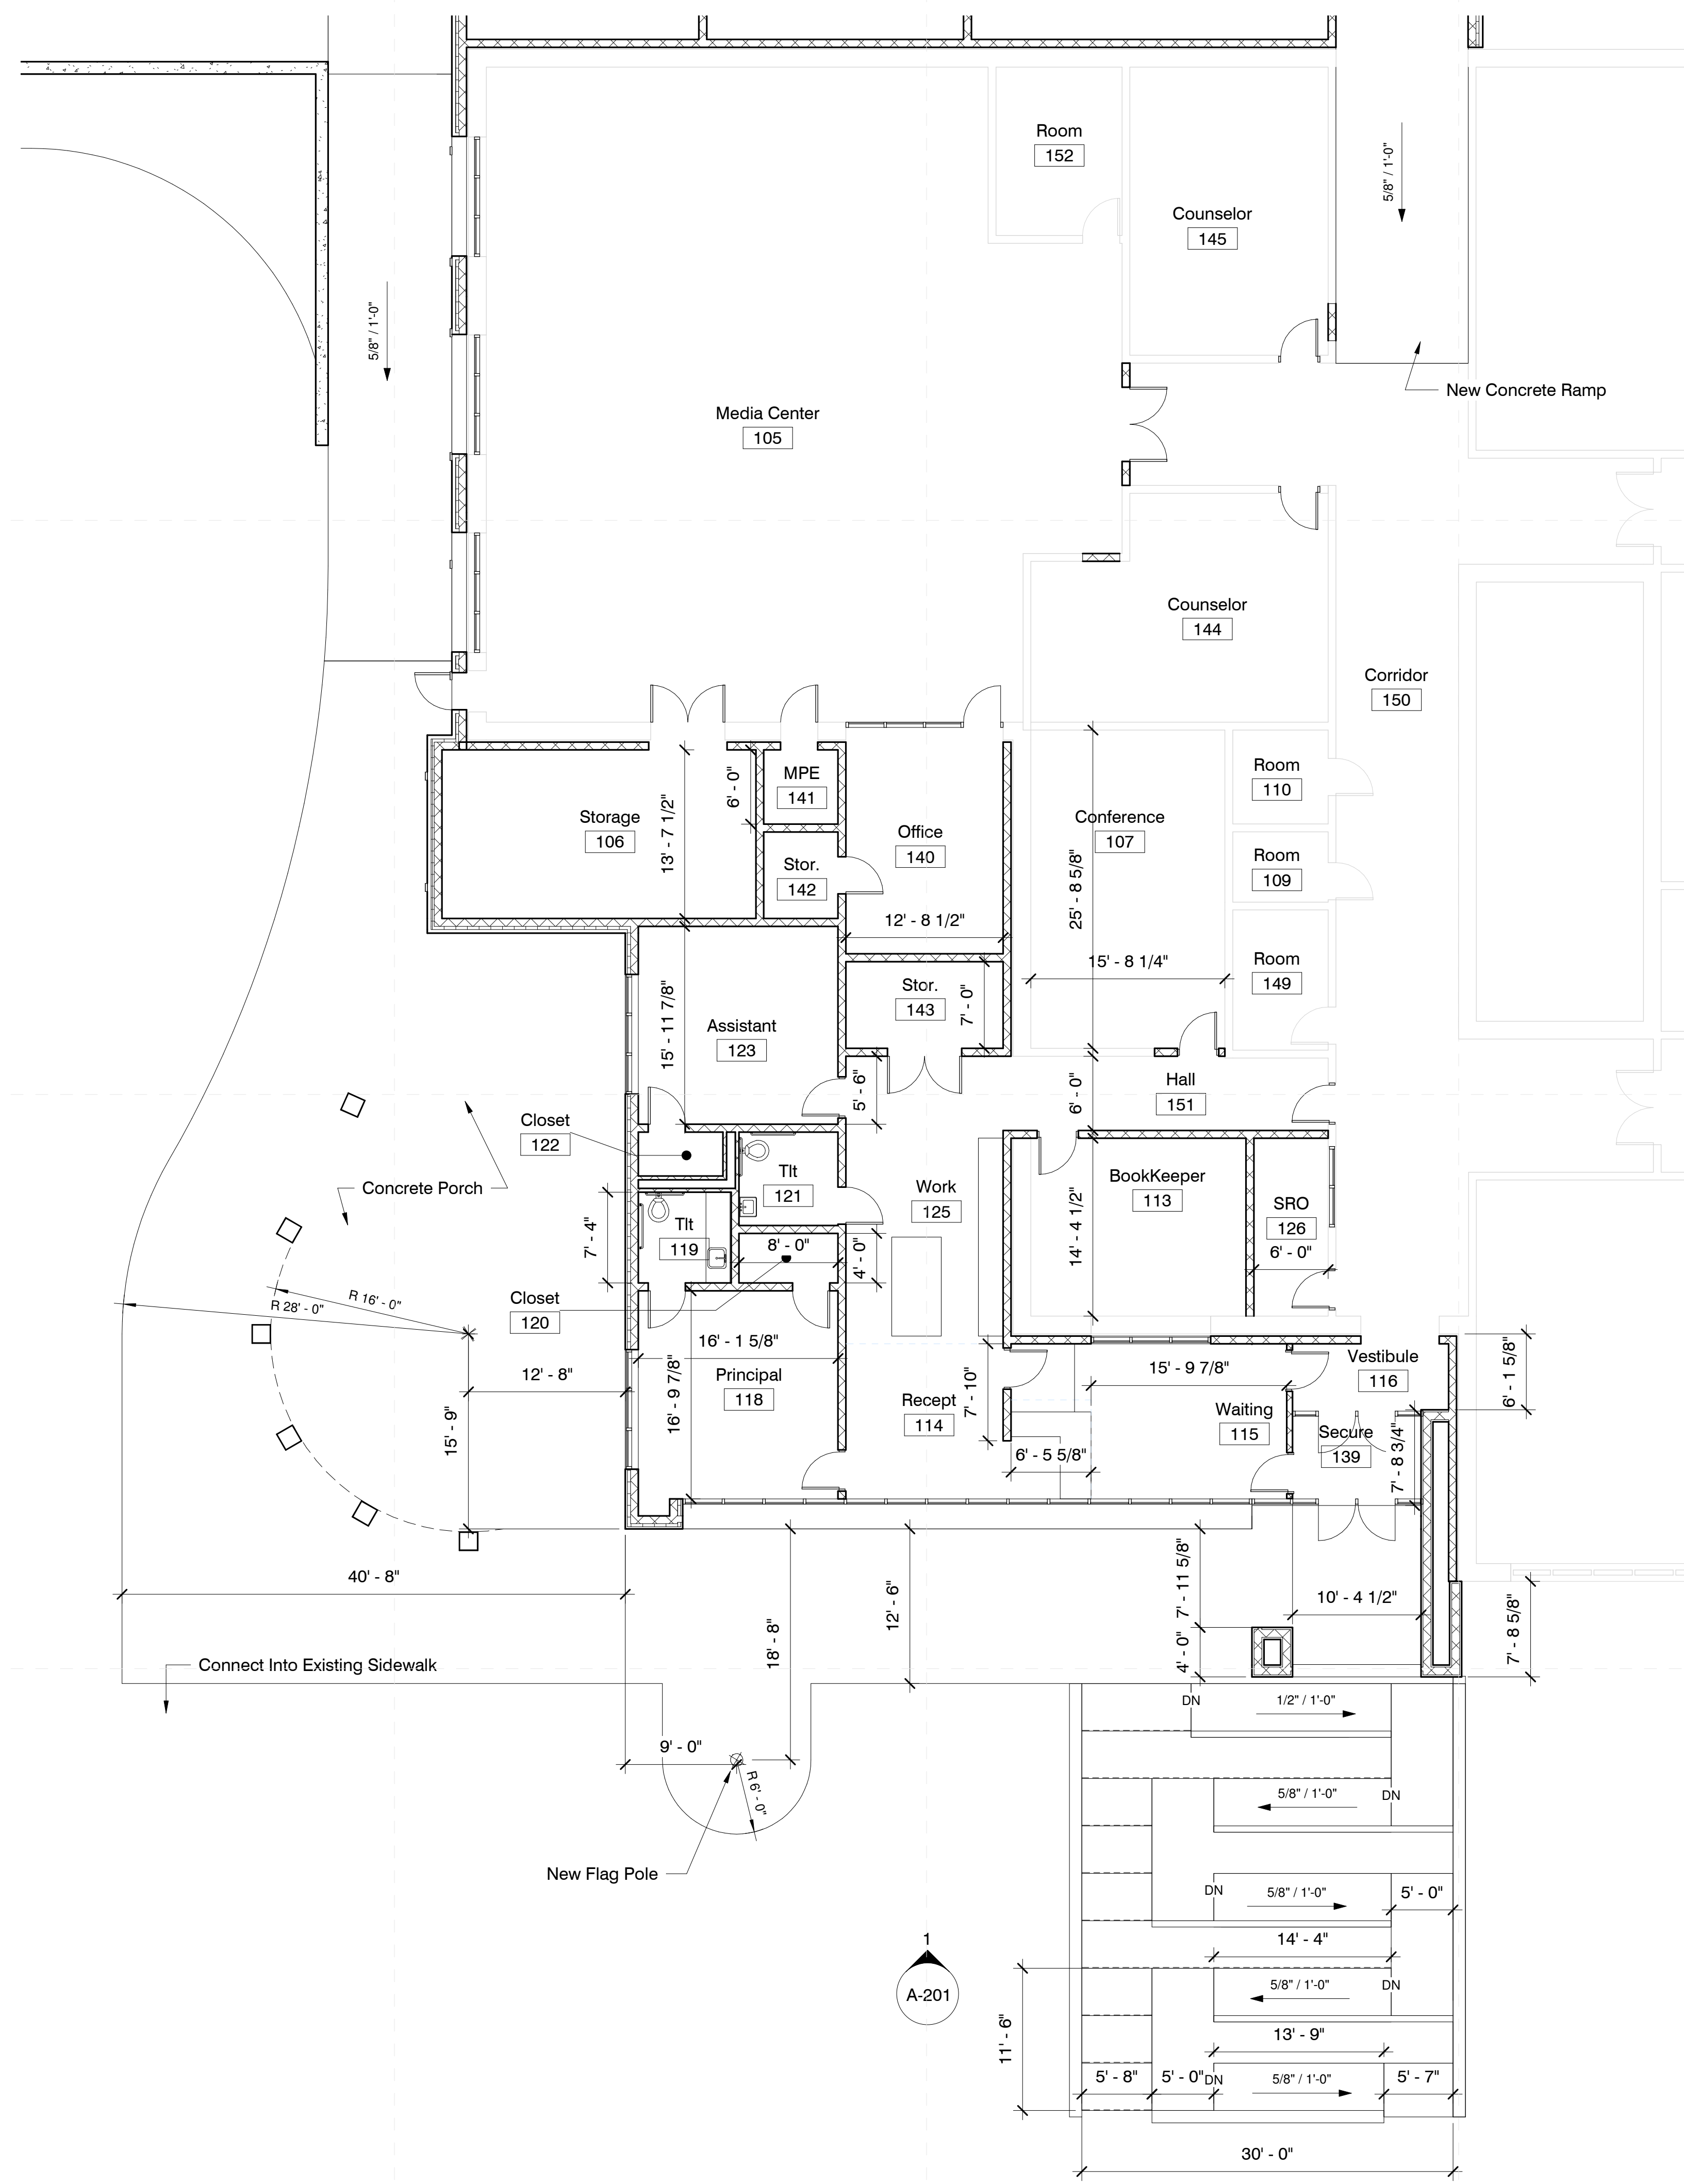 Room
152
5/8" / 1'-0"
Counselor
145
5/8" / 1'-0"
New Concrete Ramp
Media Center
105
Counselor
144
Corridor
150
Room
110
MPE
141
6' - 0"
13' - 7 1/2"
Storage
106
Conference
107
Office
140
Stor.
142
Room
109
25' - 8 5/8"
12' - 8 1/2"
15' - 8 1/4"
Room
149
Stor.
143
7' - 0"
15' - 11 7/8"
Assistant
123
5' - 6"
6' - 0"
Hall
151
Closet
122
Concrete Porch
Tlt
121
Work
125
BookKeeper
113
14' - 4 1/2"
SRO
126
6' - 0"
7' - 4"
Tlt
119
8' - 0"
4' - 0"
Closet
120
R 16' - 0"
R 28' - 0"
16' - 1 5/8"
12' - 8"
Principal
118
16' - 9 7/8"
15' - 9"
Recept
114
7' - 10"
15' - 9 7/8"
Vestibule
116
6' - 1 5/8"
Waiting
115
Secure
139
7' - 8 3/4"
6' - 5 5/8"
40' - 8"
18' - 8"
12' - 6"
7' - 11 5/8"
10' - 4 1/2"
4' - 0"
7' - 8 5/8"
Connect Into Existing Sidewalk
DN
1/2" / 1'-0"
9' - 0"
R 6' - 0"
5/8" / 1'-0"
DN
New Flag Pole
DN
5/8" / 1'-0"
5' - 0"
14' - 4"
1
A-201
5/8" / 1'-0"
DN
11' - 6"
13' - 9"
5' - 8"
5' - 0"
DN
5/8" / 1'-0"
5' - 7"
30' - 0"